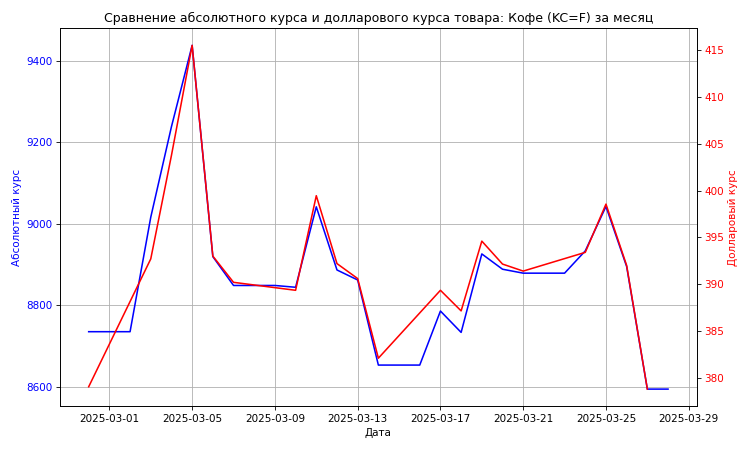 Сравнение абсолютного курса и долларового курса товара: Кофе (KC=F) за месяц
Абсолютный курс
9400
9200
9000
8800
8600
415
410
405
400
395
390
385
380
Долларовый курс
2025-03-01 2025-03-05 2025-03-09 2025-03-13 2025-03-17 2025-03-21 2025-03-25 2025-03-29
Дата